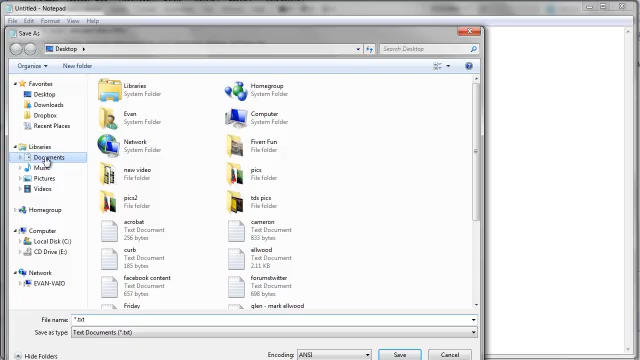 Untitled - Notepad
File Edit Format View Help
Save As
Desktop
Search Desktop
Organize
New folder
Favorites
Desktop
Downloads
Dropbox
Recent Places
Libraries
Documents
Music
Pictures
Videos
Homegroup
Computer
Local Disk (C:)
CD Drive (E:)
Network
EVAN-VAIO
Libraries
System Folder
Homegroup
System Folder
Evan
System Folder
Computer
System Folder
Network
System Folder
Fiverr Fun
File folder
new video
File folder
pics
File folder
pics2
File folder
tds pics
File folder
acrobat
Text Document
256 bytes
cameron
Text Document
833 bytes
curb
Text Document
185 bytes
ellwood
Text Document
2.11 KB
facebook content
Text Document
657 bytes
forumstwitter
Text Document
698 bytes
Friday
Text Document
glen - mark ellwood
Text Document
File name: *.txt
Save as type: Text Documents (*.txt)
Hide Folders
Encoding: ANSI
Save
Cancel